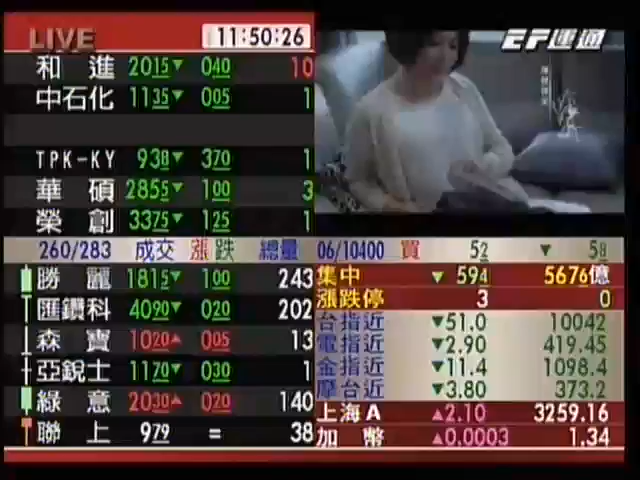 LIVE 11:50:26
和進 2015▼ 040 10
中石化 1135▼ 005 1
TPK-KY 938▼ 370 1
華碩 2855▼ 100 3
榮創 3375▼ 125 1
260/283 成交 漲跌 總量
勝麗 1815▼ 100 243
匯鑽科 4090▼ 020 202
森寶 1020▲ 005 13
亞銳士 1170▼ 030 1
綠意 2030▲ 020 140
聯上 979 = 38
EF連通
06/10400 買 52 ▼ 58
集中 ▼ 594 5676億
漲跌停 3 0
台指近 ▼51.0 10042
電指近 ▼2.90 419.45
金指近 ▼11.4 1098.4
摩台近 ▼3.80 373.2
上海A ▲2.10 3259.16
加幣 ▲0.0003 1.34